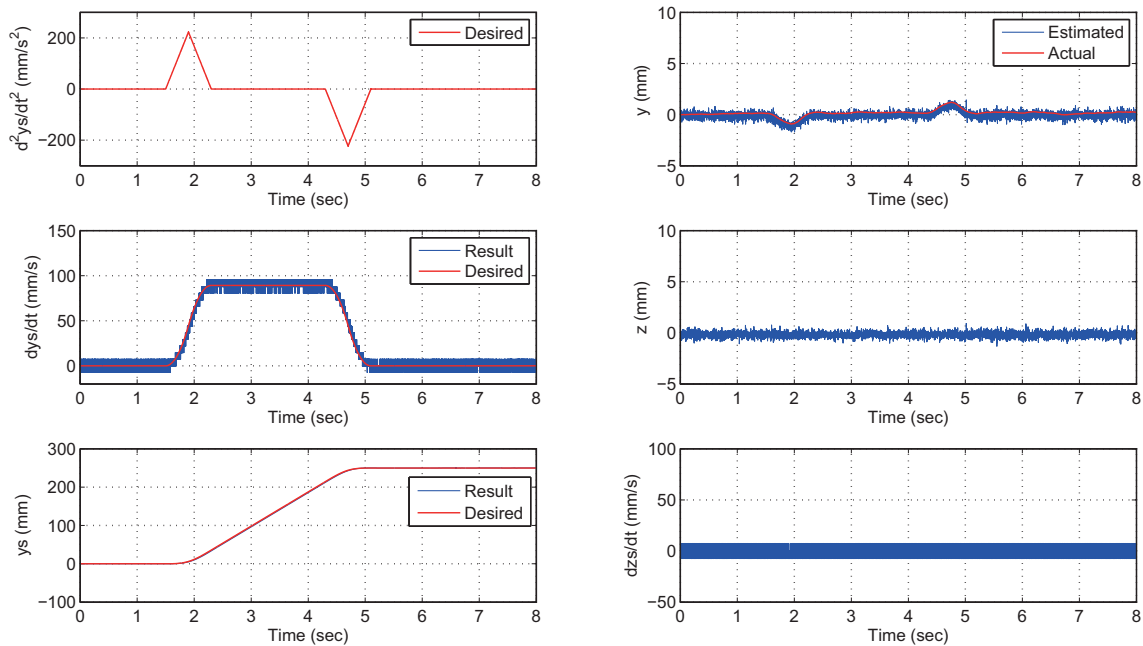 d²ys/dt² (mm/s²)
200
0
−200
0 1 2 3 4 5 6 7 8
Time (sec)
Desired
y (mm)
10
5
0
−5
0 1 2 3 4 5 6 7 8
Time (sec)
Estimated
Actual
dys/dt (mm/s)
150
100
50
0
0 1 2 3 4 5 6 7 8
Time (sec)
Result
Desired
z (mm)
10
5
0
−5
0 1 2 3 4 5 6 7 8
Time (sec)
ys (mm)
300
200
100
0
−100
0 1 2 3 4 5 6 7 8
Time (sec)
Result
Desired
dzs/dt (mm/s)
100
50
0
−50
0 1 2 3 4 5 6 7 8
Time (sec)